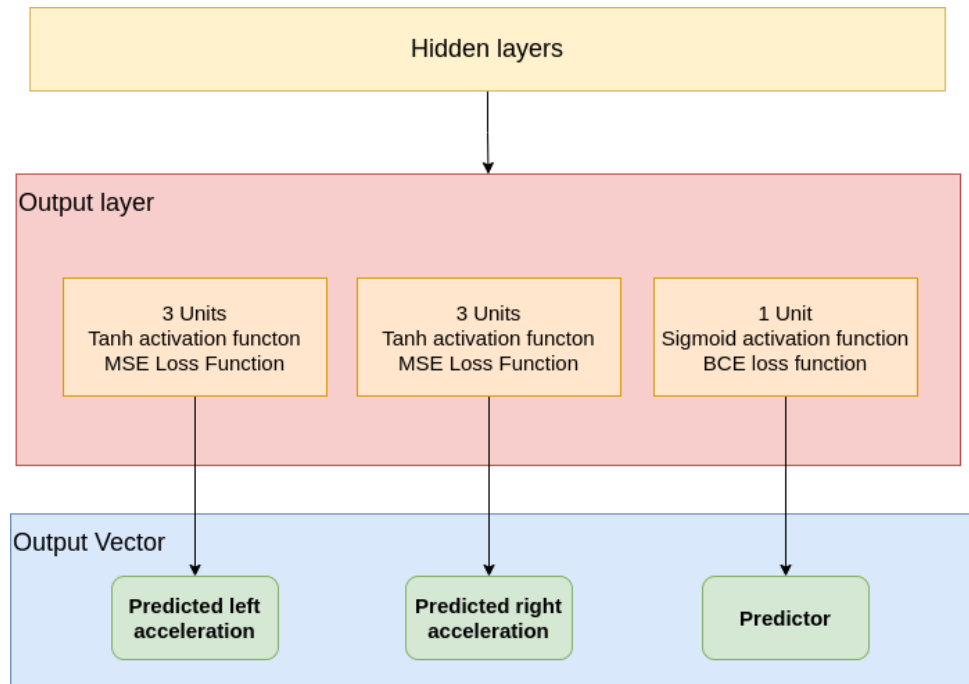 Hidden layers
Output layer
3 Units
Tanh activation functon
MSE Loss Function
3 Units
Tanh activation functon
MSE Loss Function
1 Unit
Sigmoid activation function
BCE loss function
Output Vector
Predicted left
acceleration
Predicted right
acceleration
Predictor